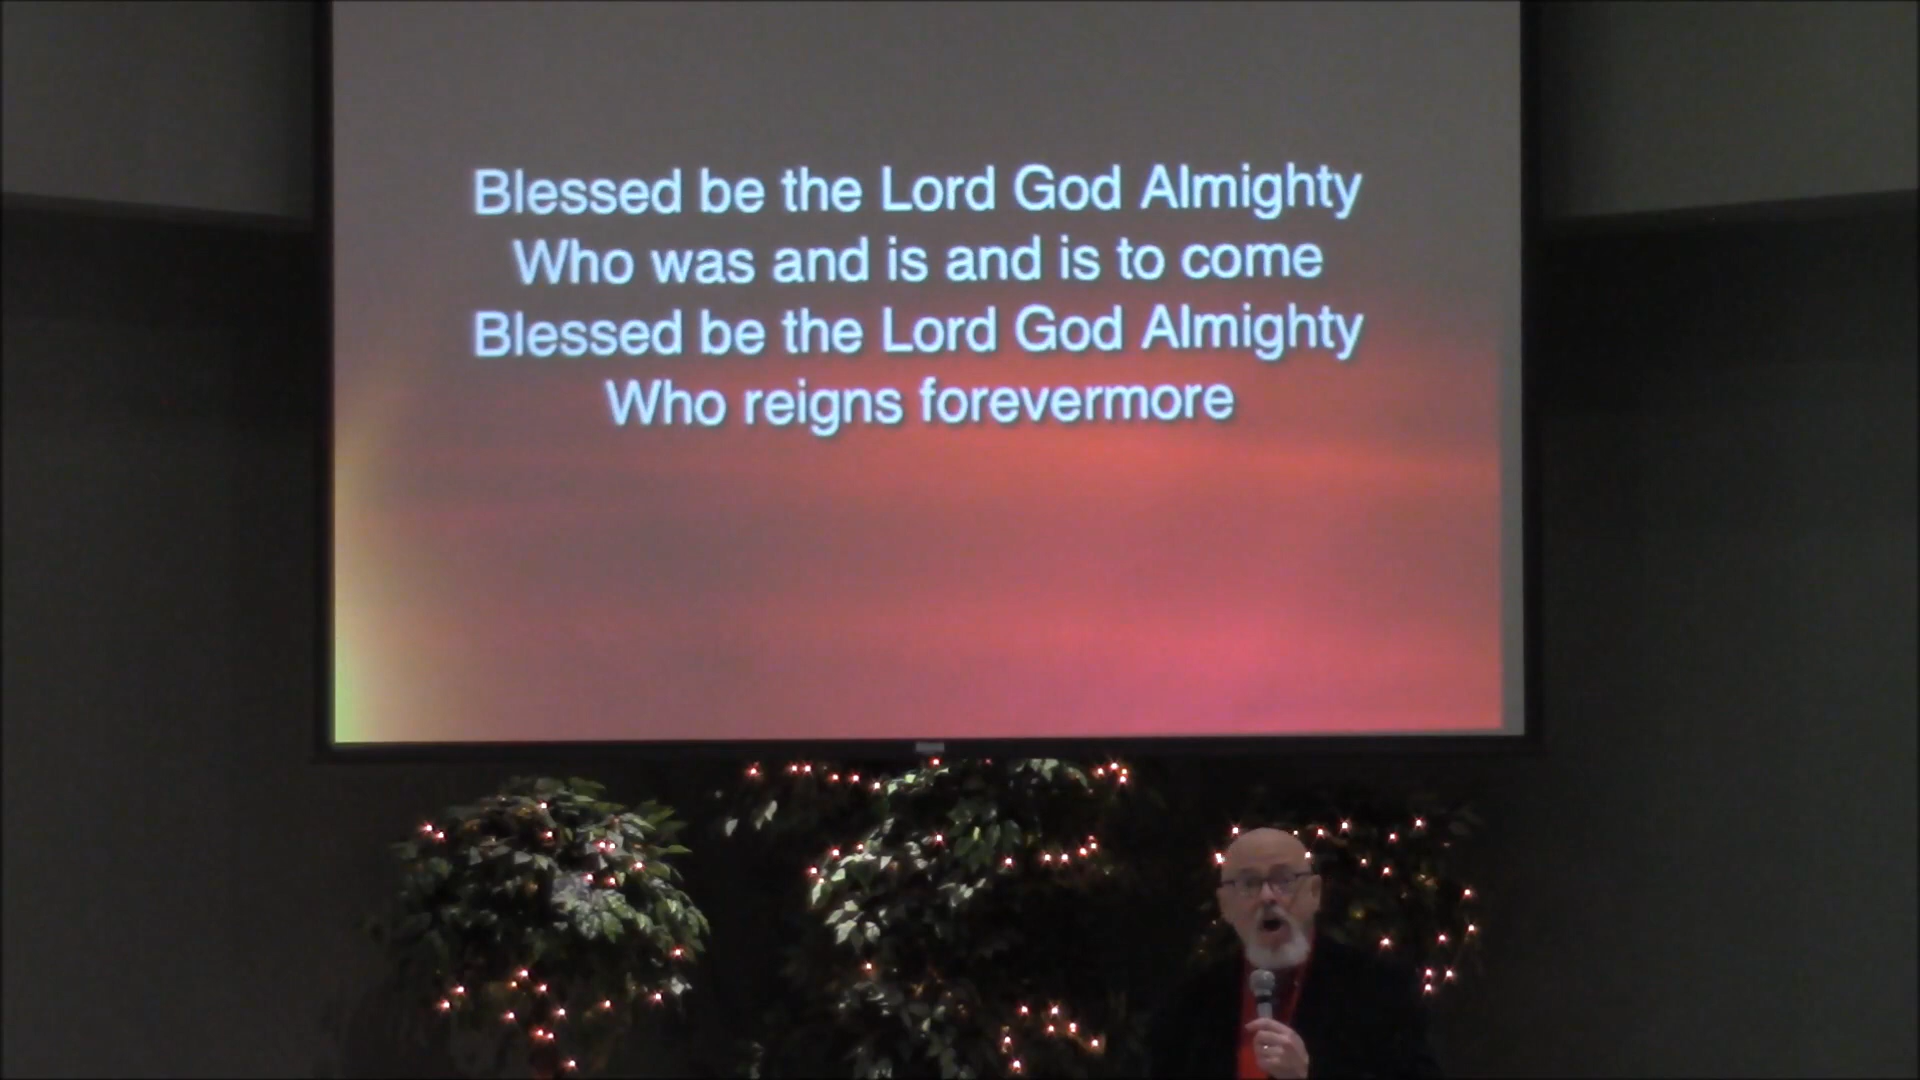 Blessed be the Lord God Almighty
Who was and is and is to come
Blessed be the Lord God Almighty
Who reigns forevermore